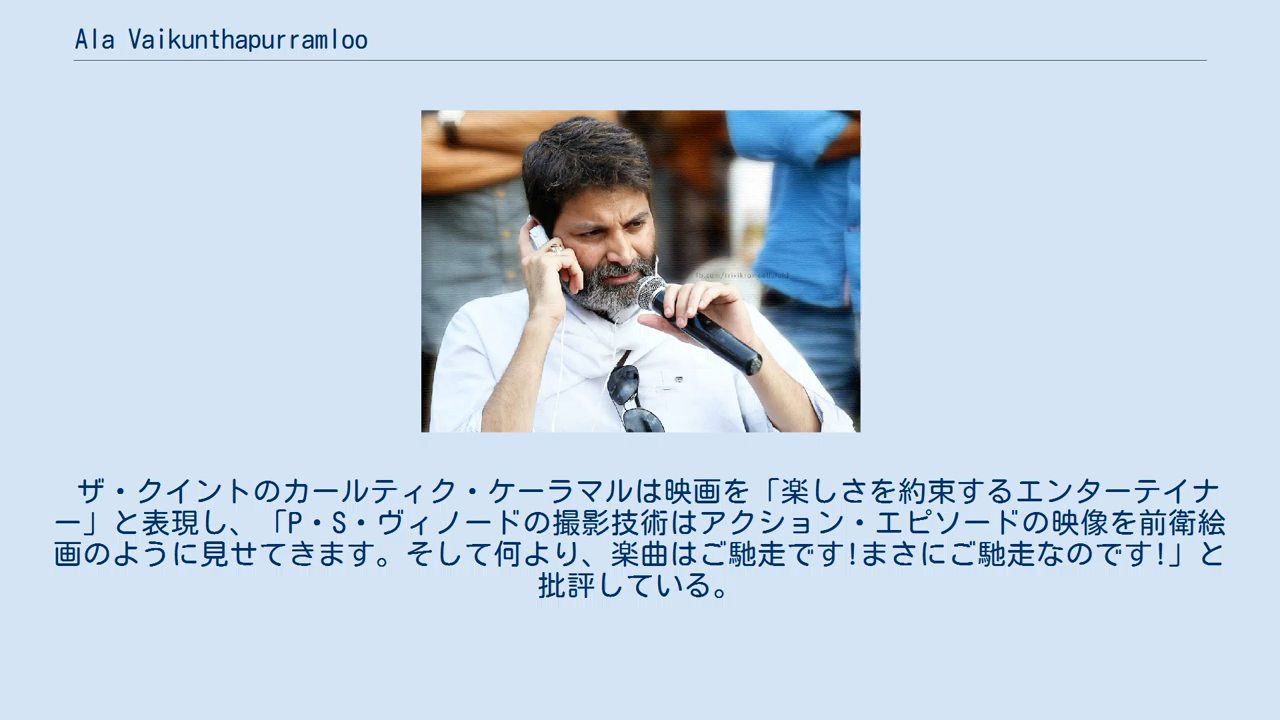 Ala Vaikunthapurramloo
ザ・クイントのカールティク・ケーラマルは映画を「楽しさを約束するエンターテイナ
ー」と表現し、「P・S・ヴィノードの撮影技術はアクション・エピソードの映像を前衛絵
画のように見せてきます。そして何より、楽曲はご馳走です!まさにご馳走なのです!」と
批評している。